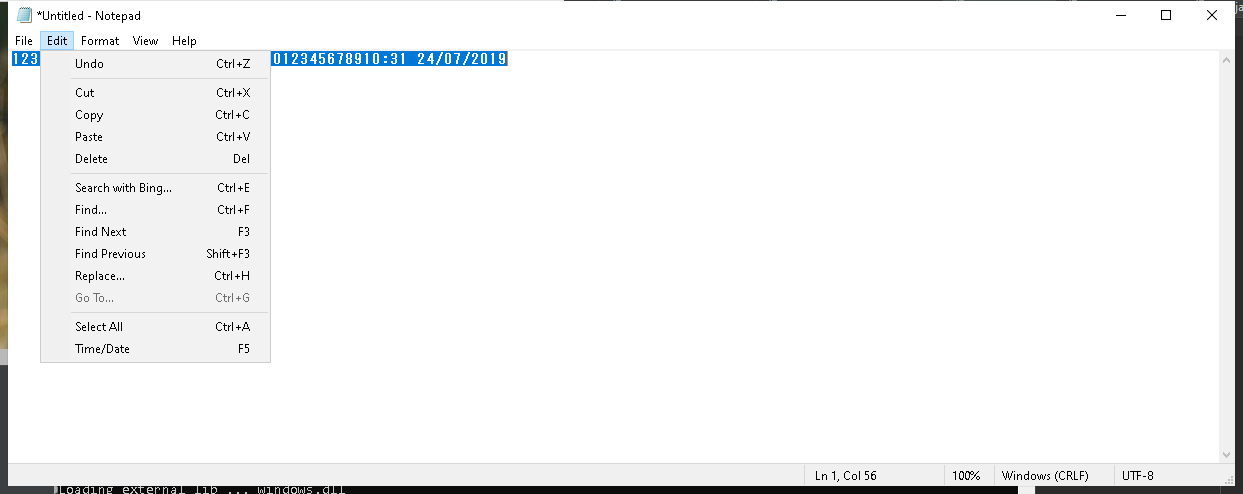 *Untitled - Notepad
File Edit Format View Help
123
012345678910:31 24/07/2019
Undo Ctrl+Z
Cut Ctrl+X
Copy Ctrl+C
Paste Ctrl+V
Delete Del
Search with Bing... Ctrl+E
Find... Ctrl+F
Find Next F3
Find Previous Shift+F3
Replace... Ctrl+H
Go To... Ctrl+G
Select All Ctrl+A
Time/Date F5
Ln 1, Col 56 100% Windows (CRLF) UTF-8
Loading external lib ... windows.dll